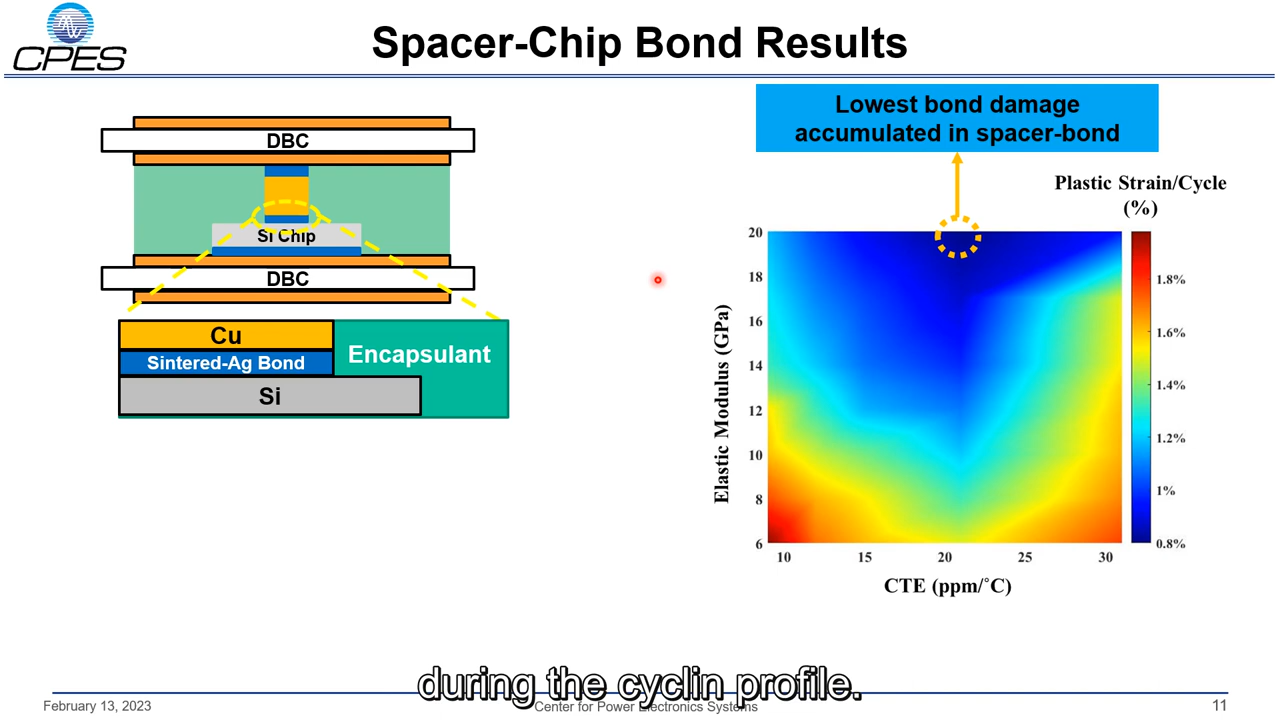 CPES
Spacer-Chip Bond Results
DBC
Si Chip
DBC
Cu
Sintered-Ag Bond
Encapsulant
Si
Lowest bond damage
accumulated in spacer-bond
Plastic Strain/Cycle
(%)
Elastic Modulus (GPa)
20
18
16
14
12
10
8
6
10
15
20
25
30
CTE (ppm/°C)
1.8%
1.6%
1.4%
1.2%
1%
0.8%
during the cyclin profile.
February 13, 2023
Center for Power Electronics Systems
11